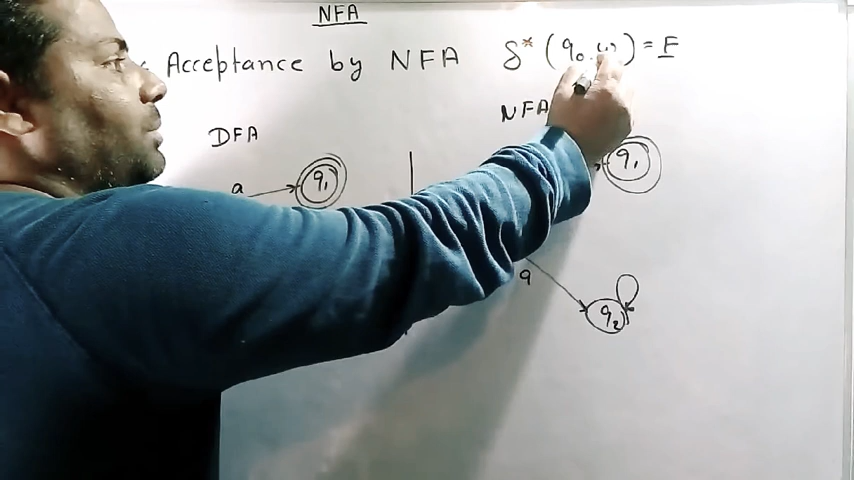 NFA
Acceptance by NFA δ* (q₀, ω) = F
DFA
NFA
a
q₁
q₁
a
q₂